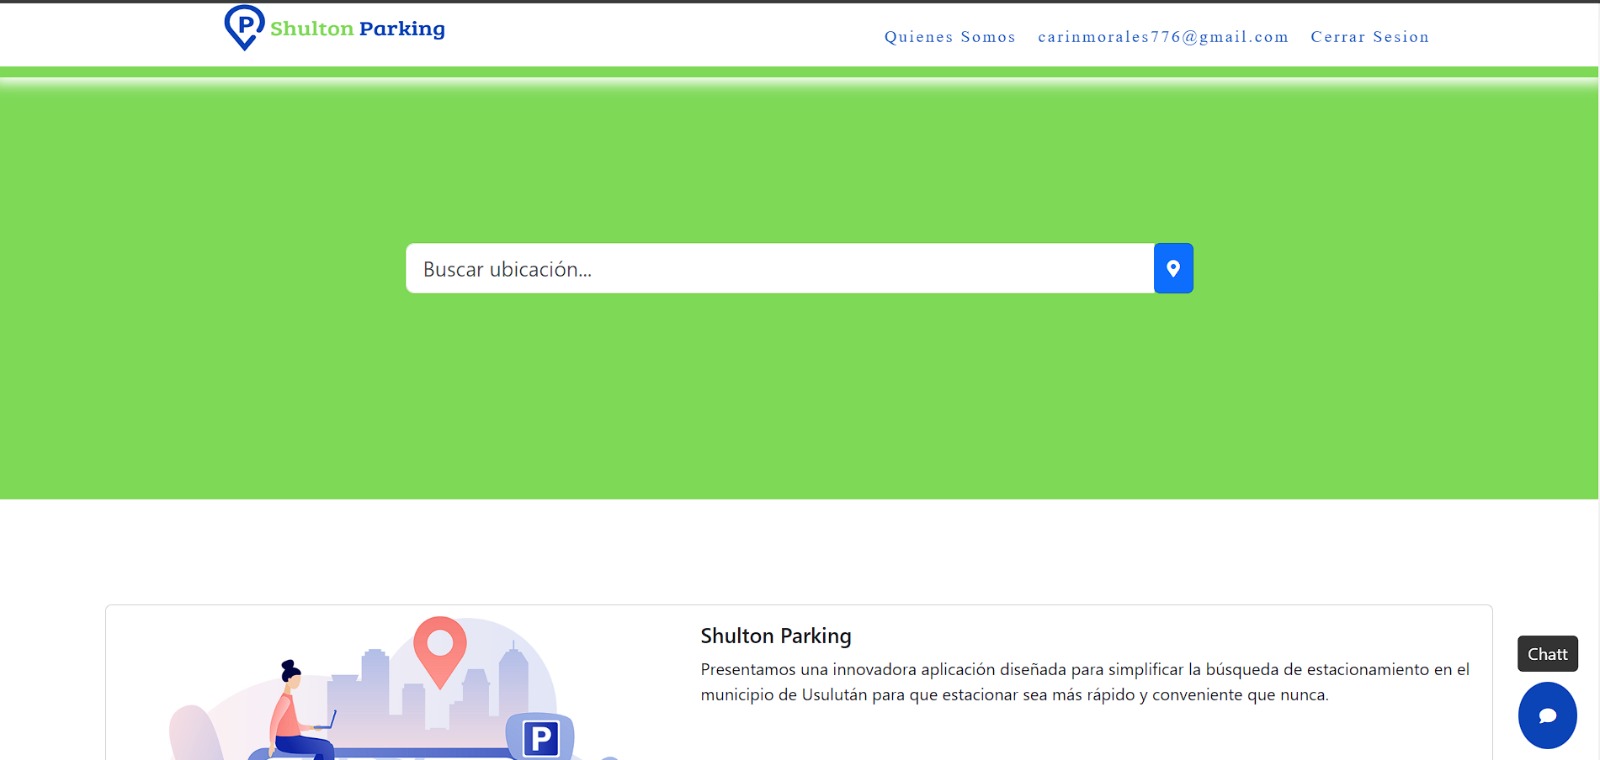 P Shulton Parking
Quienes Somos carinmorales776@gmail.com Cerrar Sesion
Buscar ubicación...
Shulton Parking
Presentamos una innovadora aplicación diseñada para simplificar la búsqueda de estacionamiento en el
municipio de Usulután para que estacionar sea más rápido y conveniente que nunca.
Chatt
P